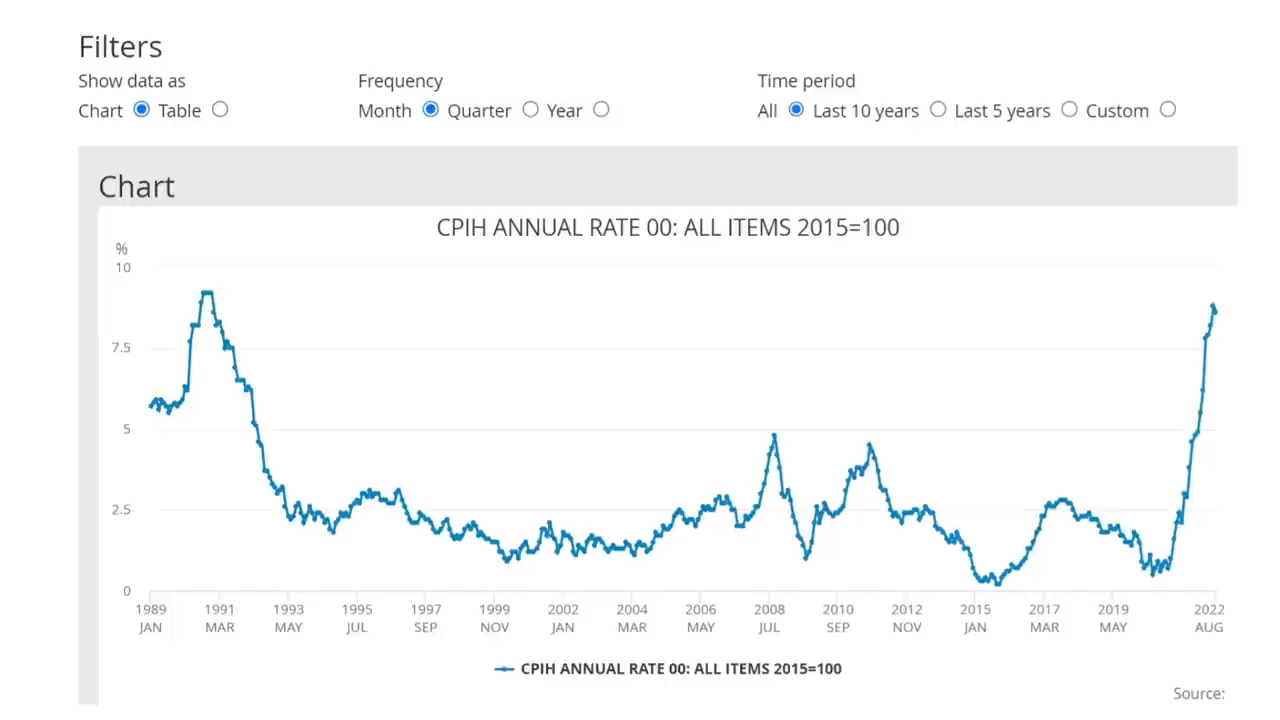 Filters
Show data as Frequency Time period
Chart Table Month Quarter Year All Last 10 years Last 5 years Custom
Chart
CPIH ANNUAL RATE 00: ALL ITEMS 2015=100
%
10
7.5
5
2.5
0
1989 1991 1993 1995 1997 1999 2002 2004 2006 2008 2010 2012 2015 2017 2019 2022
JAN MAR MAY JUL SEP NOV JAN MAR MAY JUL SEP NOV JAN MAR MAY AUG
CPIH ANNUAL RATE 00: ALL ITEMS 2015=100
Source: